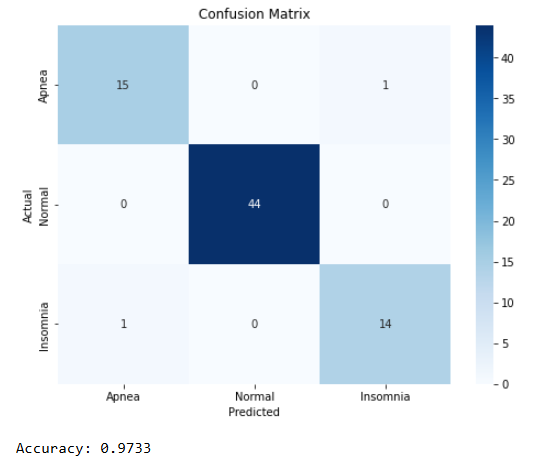 Confusion Matrix
Apnea
15 0 1
Actual
Normal
0 44 0
Insomnia
1 0 14
Apnea Normal Insomnia
Predicted
40
35
30
25
20
15
10
5
0
Accuracy: 0.9733